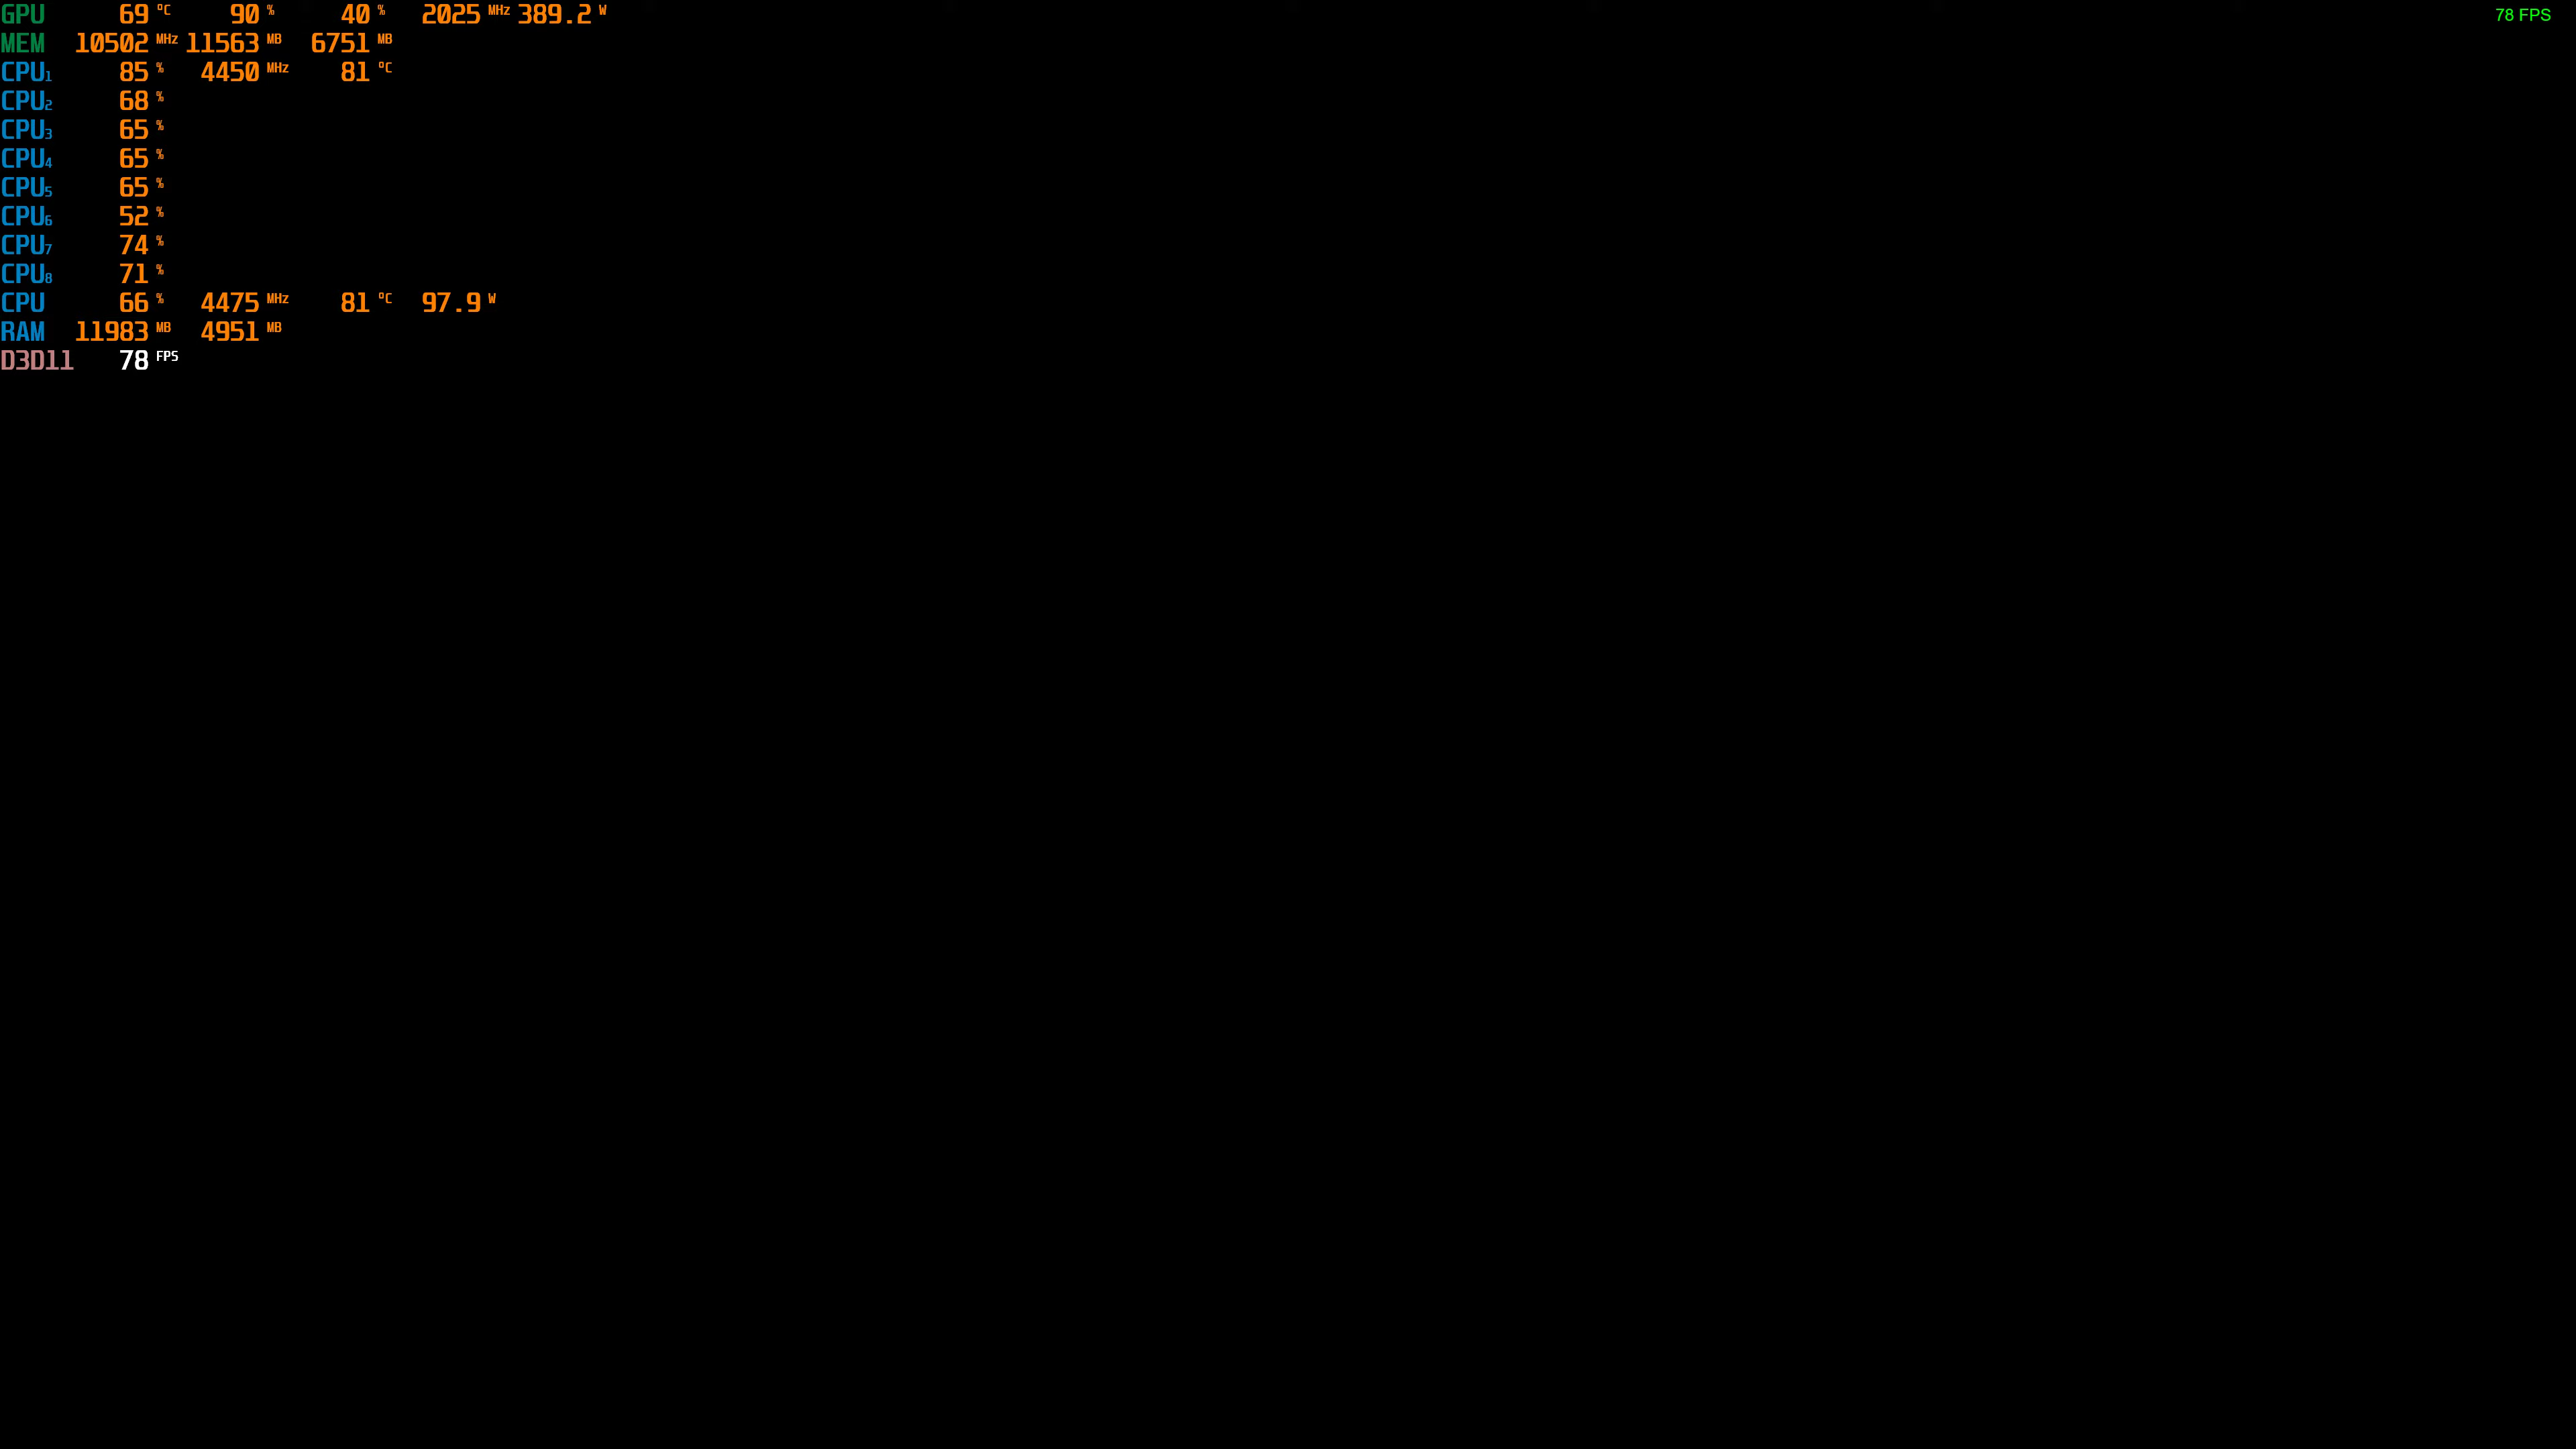 GPU 69 °C 90 % 40 % 2025 MHz 389.2 W 78 FPS
MEM 10502 MHz 11563 MB 6751 MB
CPU1 85 % 4450 MHz 81 °C
CPU2 68 %
CPU3 65 %
CPU4 65 %
CPU5 65 %
CPU6 52 %
CPU7 74 %
CPU8 71 %
CPU 66 % 4475 MHz 81 °C 97.9 W
RAM 11983 MB 4951 MB
D3D11 78 FPS